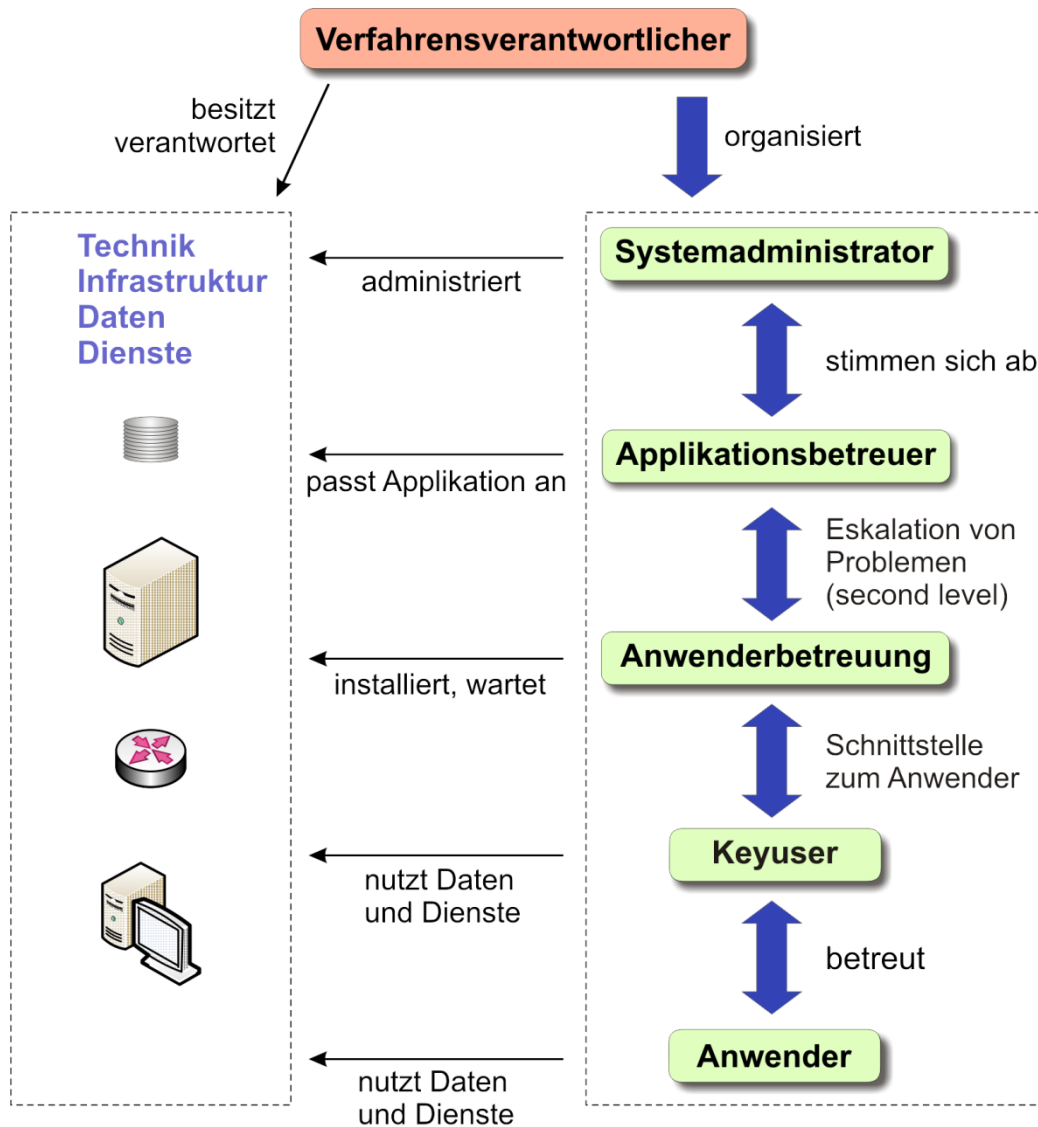 Verfahrensverantwortlicher
besitzt
verantwortet
organisiert
Technik
Infrastruktur
Daten
Dienste
administriert
Systemadministrator
stimmen sich ab
passt Applikation an
Applikationsbetreuer
Eskalation von
Problemen
(second level)
installiert, wartet
Anwenderbetreuung
Schnittstelle
zum Anwender
nutzt Daten
und Dienste
Keyuser
betreut
nutzt Daten
und Dienste
Anwender